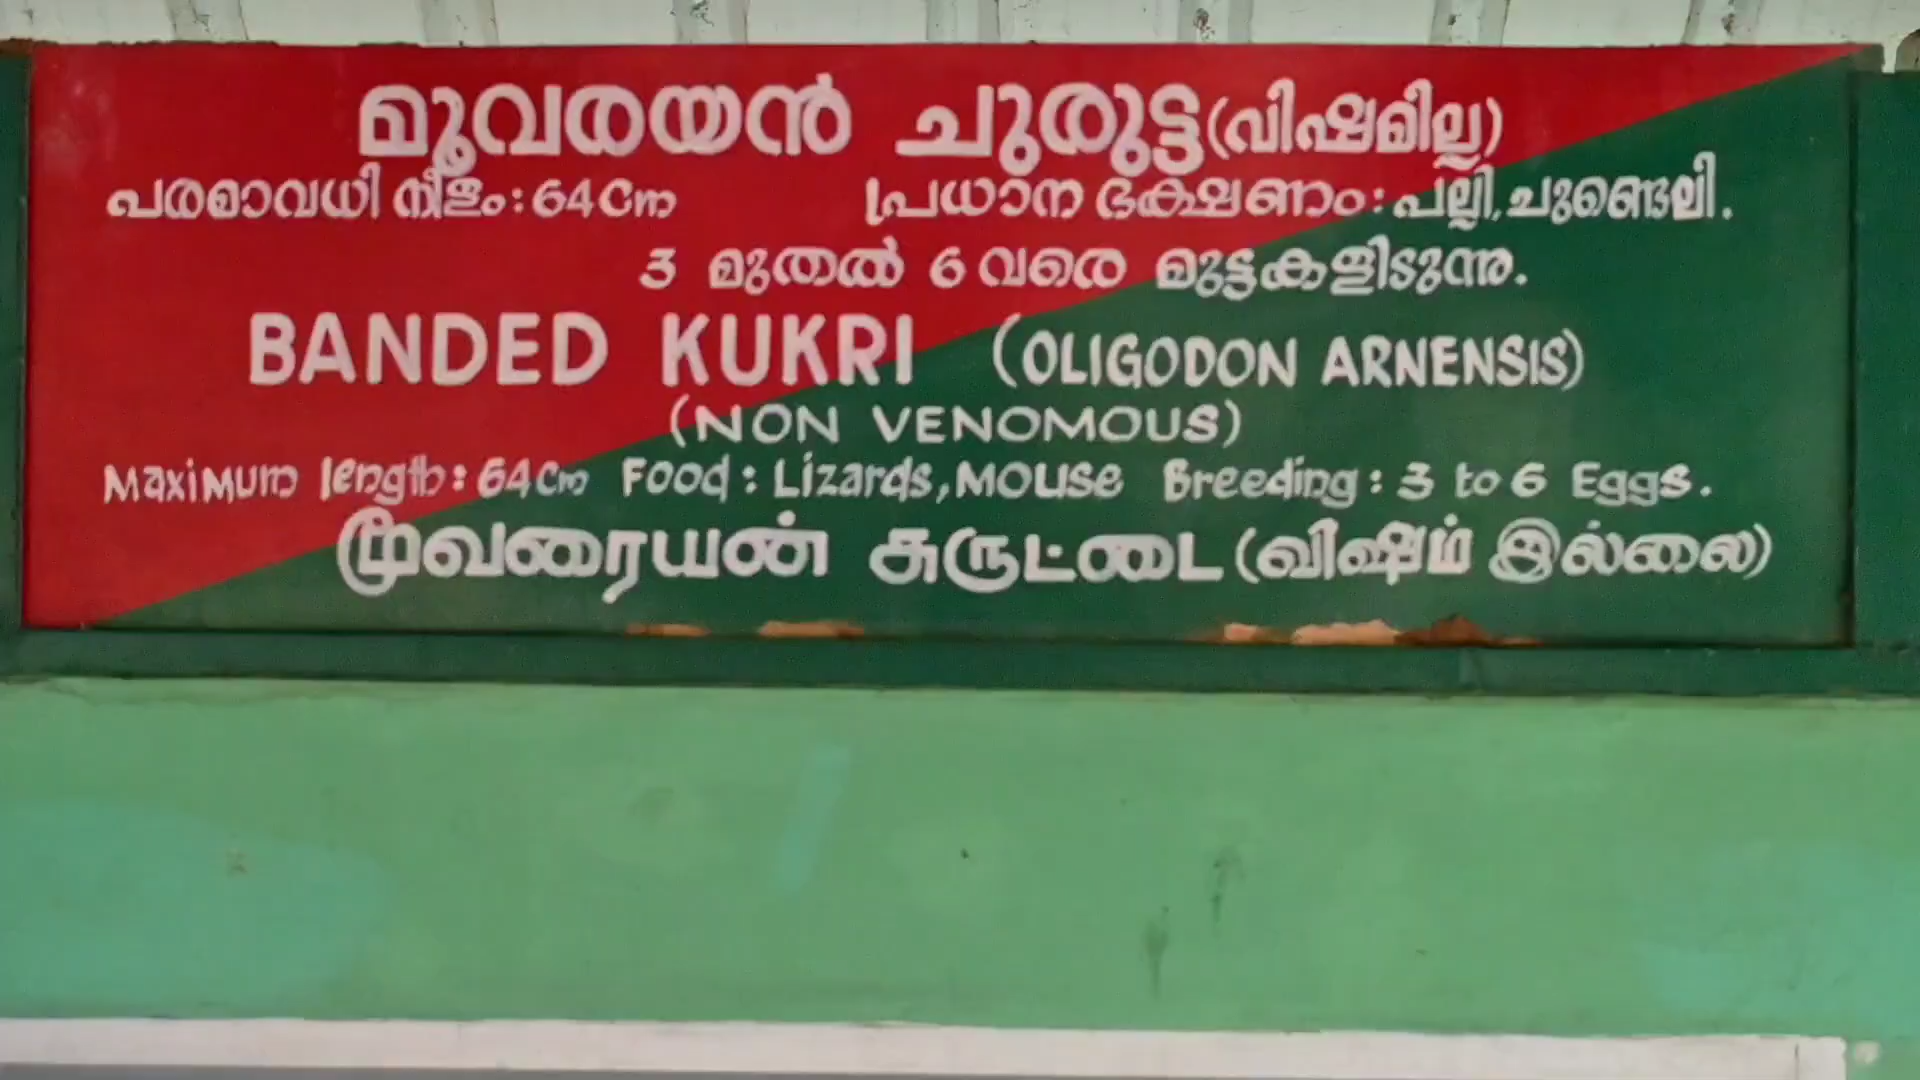 മൂവരയൻ ചുരുട്ട (വിഷമില്ല)
പരമാവധി നീളം: 64Cm പ്രധാന ഭക്ഷണം: പല്ലി, ചുണ്ടെലി.
3 മുതൽ 6 വരെ മുട്ടകളിടുന്നു.
BANDED KUKRI (OLIGODON ARNENSIS)
(NON VENOMOUS)
Maximum length: 64Cm Food: Lizards, MOUSE Breeding: 3 to 6 Eggs.
மூவரையன் சுருட்டை (விஷம் இல்லை)